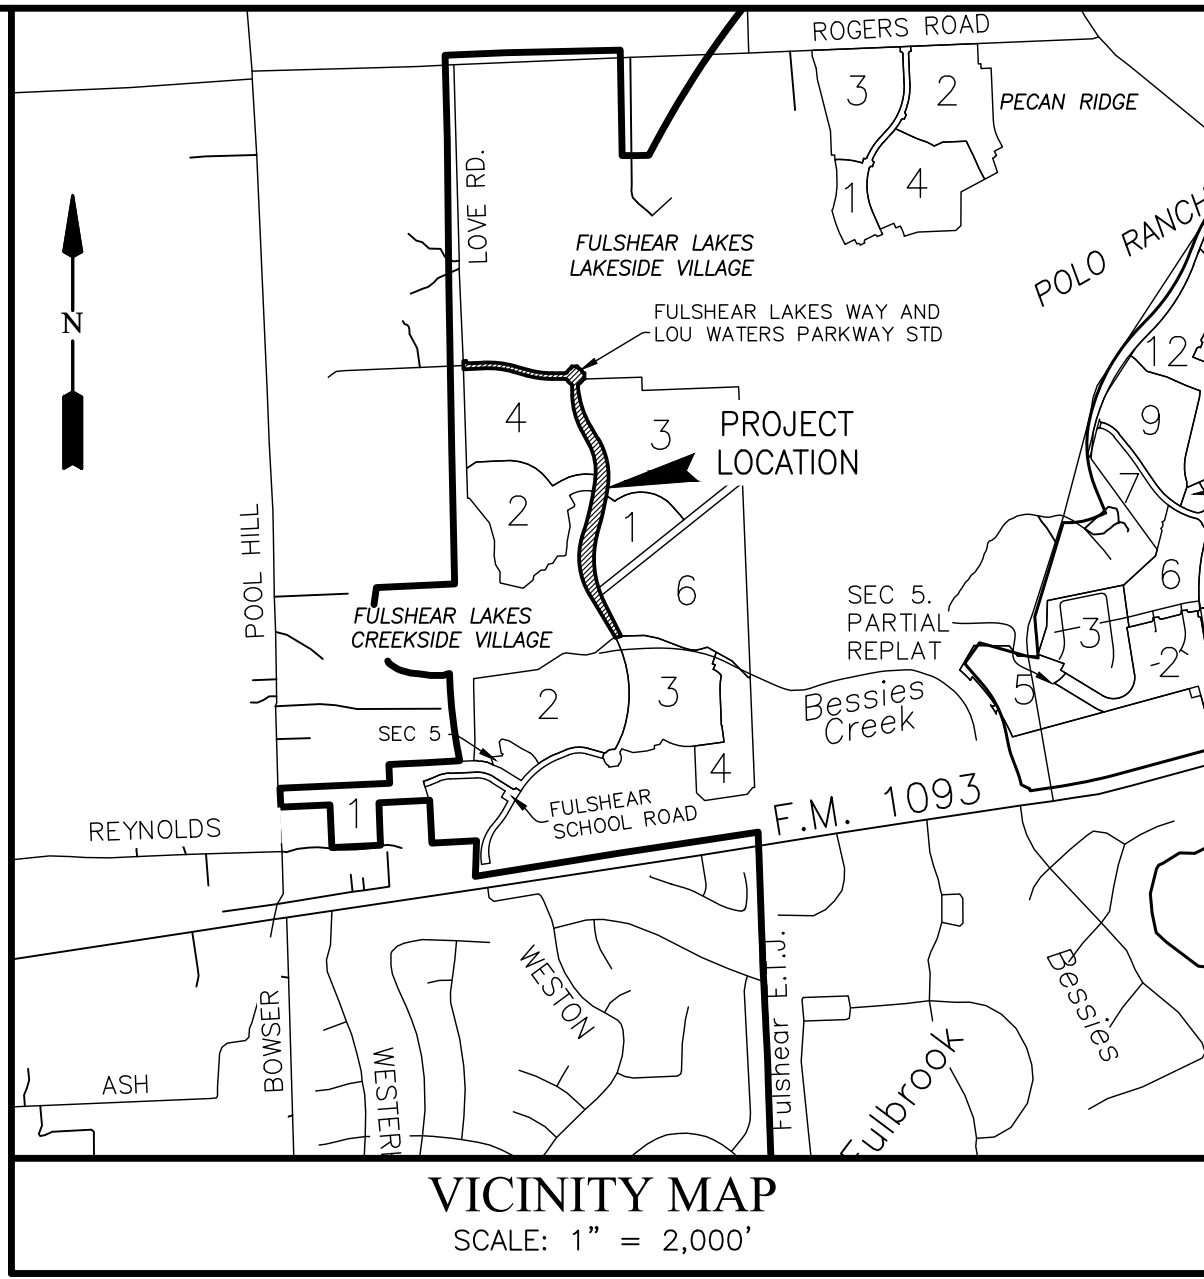 ROGERS ROAD
3
2
PECAN RIDGE
1
4
LOVE RD.
FULSHEAR LAKES
LAKESIDE VILLAGE
POLO RANCH
N
FULSHEAR LAKES WAY AND
LOU WATERS PARKWAY STD
12
4
3
PROJECT
LOCATION
9
7
2
1
POOL HILL
6
6
SEC 5.
PARTIAL
REPLAT
FULSHEAR LAKES
CREEKSIDE VILLAGE
3
2
5
Bessies
Creek
2
3
SEC 5
4
1
FULSHEAR
SCHOOL ROAD
F.M. 1093
REYNOLDS
WESTON
Fulshear E.T.J.
Bessies
BOWSER
ASH
Fulbrook
VICINITY MAP
SCALE: 1" = 2,000'